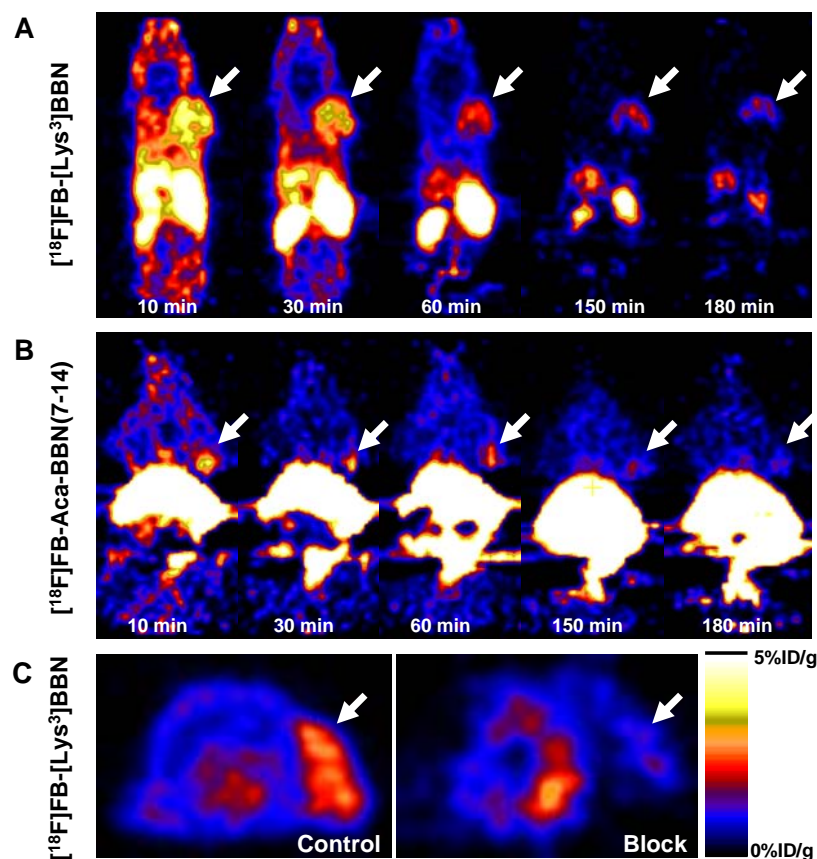 A
[¹⁸F]FB-[Lys³]BBN
10 min 30 min 60 min 150 min 180 min
B
[¹⁸F]FB-Aca-BBN(7-14)
10 min 30 min 60 min 150 min 180 min
C
[¹⁸F]FB-[Lys³]BBN
Control Block
5%ID/g
0%ID/g